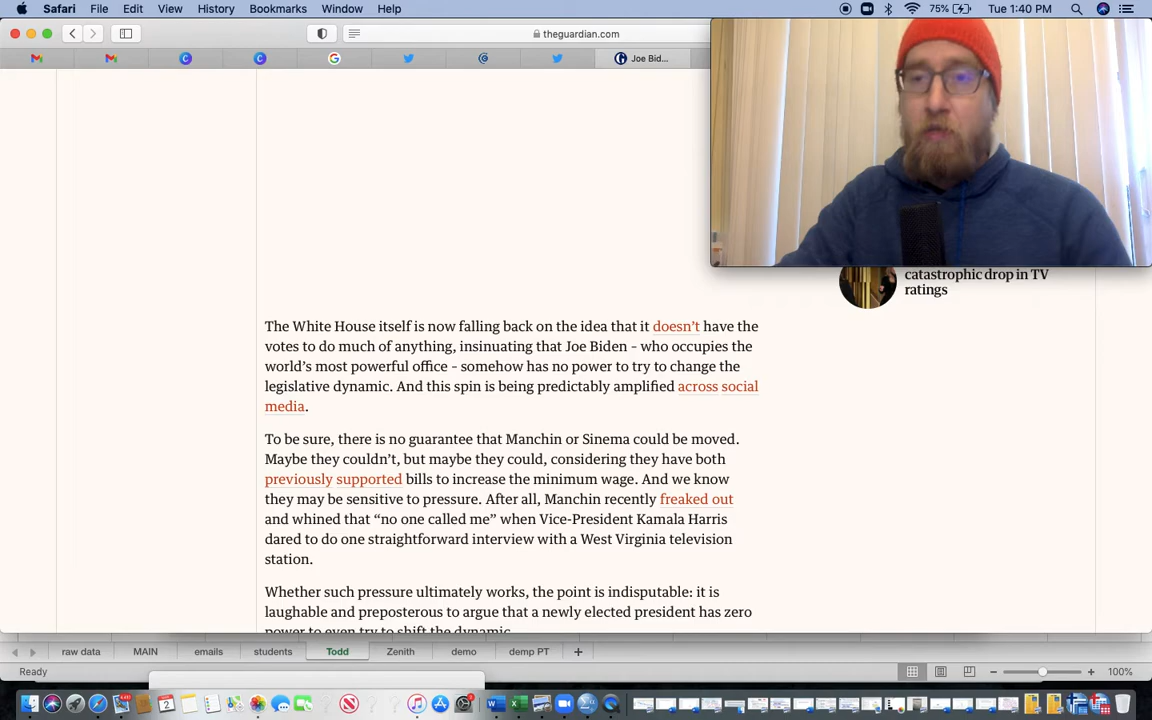 Safari File Edit View History Bookmarks Window Help
75% Tue 1:40 PM
theguardian.com
Joe Bid...
catastrophic drop in TV
ratings
The White House itself is now falling back on the idea that it doesn't have the
votes to do much of anything, insinuating that Joe Biden – who occupies the
world's most powerful office – somehow has no power to try to change the
legislative dynamic. And this spin is being predictably amplified across social
media.
To be sure, there is no guarantee that Manchin or Sinema could be moved.
Maybe they couldn't, but maybe they could, considering they have both
previously supported bills to increase the minimum wage. And we know
they may be sensitive to pressure. After all, Manchin recently freaked out
and whined that “no one called me” when Vice-President Kamala Harris
dared to do one straightforward interview with a West Virginia television
station.
Whether such pressure ultimately works, the point is indisputable: it is
laughable and preposterous to argue that a newly elected president has zero
power to even try to shift the dynamic.
raw data MAIN emails students Todd Zenith demo demp PT +
Ready
100%